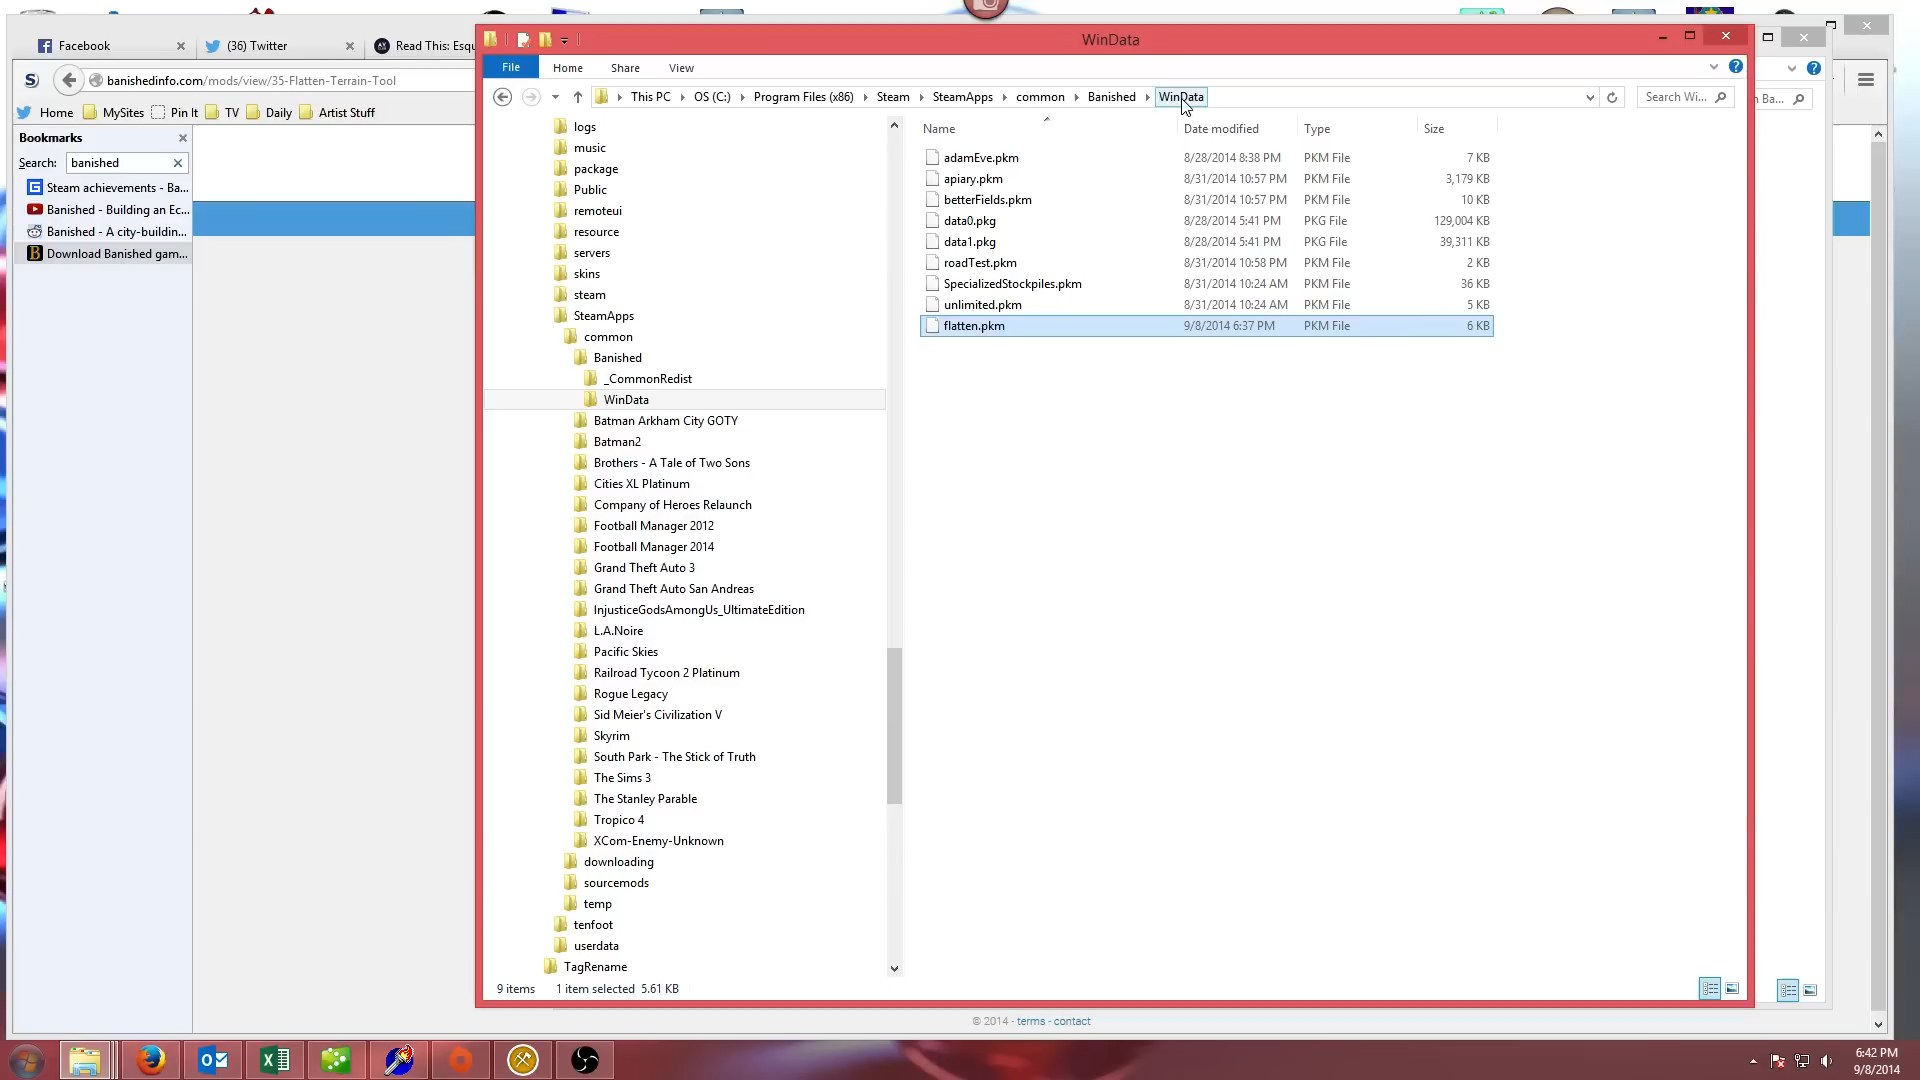 Facebook
(36) Twitter
Read This: Esqu
WinData
File
Home
Share
View
banishedinfo.com/mods/view/35-Flatten-Terrain-Tool
This PC
OS (C:)
Program Files (x86)
Steam
SteamApps
common
Banished
WinData
Search Wi...
Ba...
Home
MySites
Pin It
TV
Daily
Artist Stuff
Bookmarks
Search: banished
Steam achievements - Ba...
Banished - Building an Ec...
Banished - A city-buildin...
Download Banished gam...
logs
music
package
Public
remoteui
resource
servers
skins
steam
SteamApps
common
Banished
_CommonRedist
WinData
Batman Arkham City GOTY
Batman2
Brothers - A Tale of Two Sons
Cities XL Platinum
Company of Heroes Relaunch
Football Manager 2012
Football Manager 2014
Grand Theft Auto 3
Grand Theft Auto San Andreas
InjusticeGodsAmongUs_UltimateEdition
L.A.Noire
Pacific Skies
Railroad Tycoon 2 Platinum
Rogue Legacy
Sid Meier's Civilization V
Skyrim
South Park - The Stick of Truth
The Sims 3
The Stanley Parable
Tropico 4
XCom-Enemy-Unknown
downloading
sourcemods
temp
tenfoot
userdata
TagRename
Name Date modified Type Size
adamEve.pkm 8/28/2014 8:38 PM PKM File 7 KB
apiary.pkm 8/31/2014 10:57 PM PKM File 3,179 KB
betterFields.pkm 8/31/2014 10:57 PM PKM File 10 KB
data0.pkg 8/28/2014 5:41 PM PKG File 129,004 KB
data1.pkg 8/28/2014 5:41 PM PKG File 39,311 KB
roadTest.pkm 8/31/2014 10:58 PM PKM File 2 KB
SpecializedStockpiles.pkm 8/31/2014 10:24 AM PKM File 36 KB
unlimited.pkm 8/31/2014 10:24 AM PKM File 5 KB
flatten.pkm 9/8/2014 6:37 PM PKM File 6 KB
9 items 1 item selected 5.61 KB
© 2014 - terms - contact
6:42 PM
9/8/2014